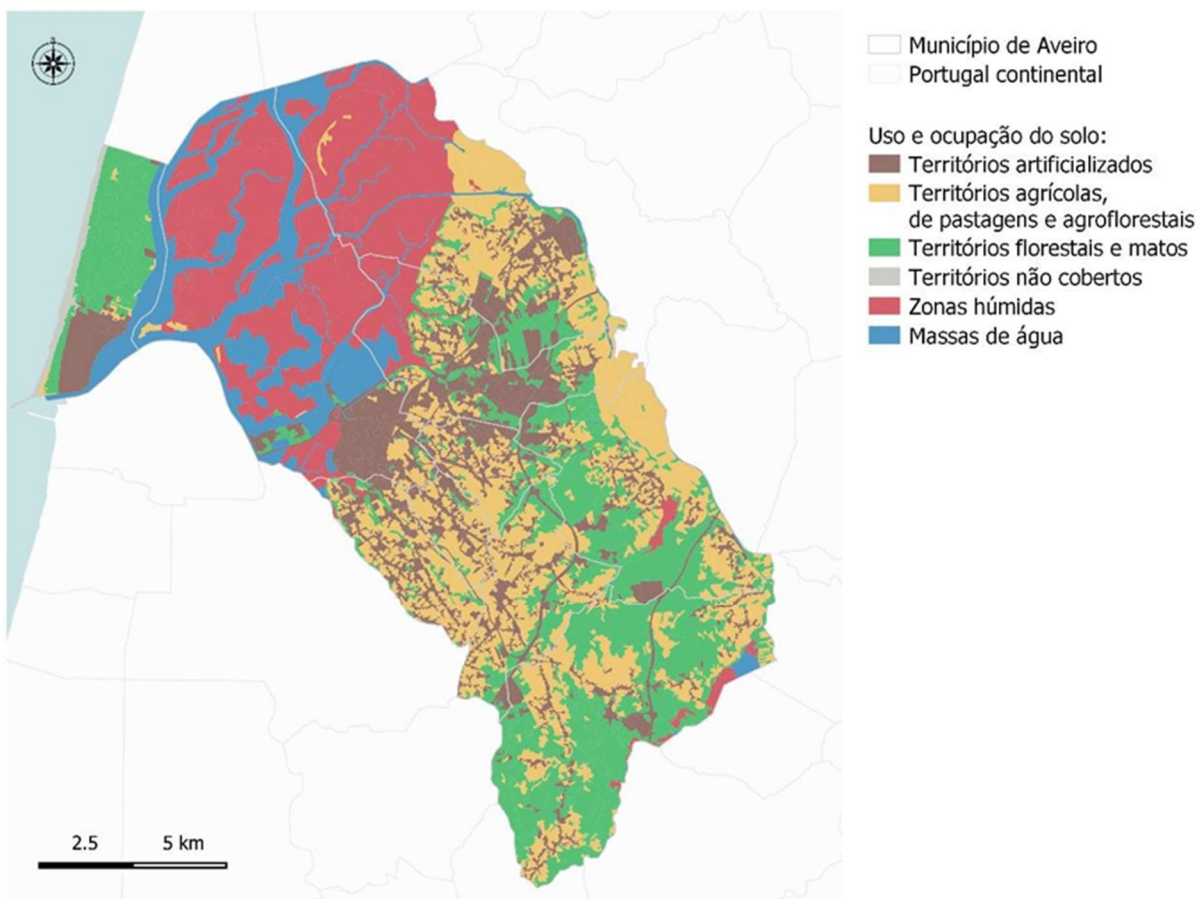 Município de Aveiro
Portugal continental
Uso e ocupação do solo:
Territórios artificializados
Territórios agrícolas,
de pastagens e agroflorestais
Territórios florestais e matos
Territórios não cobertos
Zonas húmidas
Massas de água
2.5 5 km